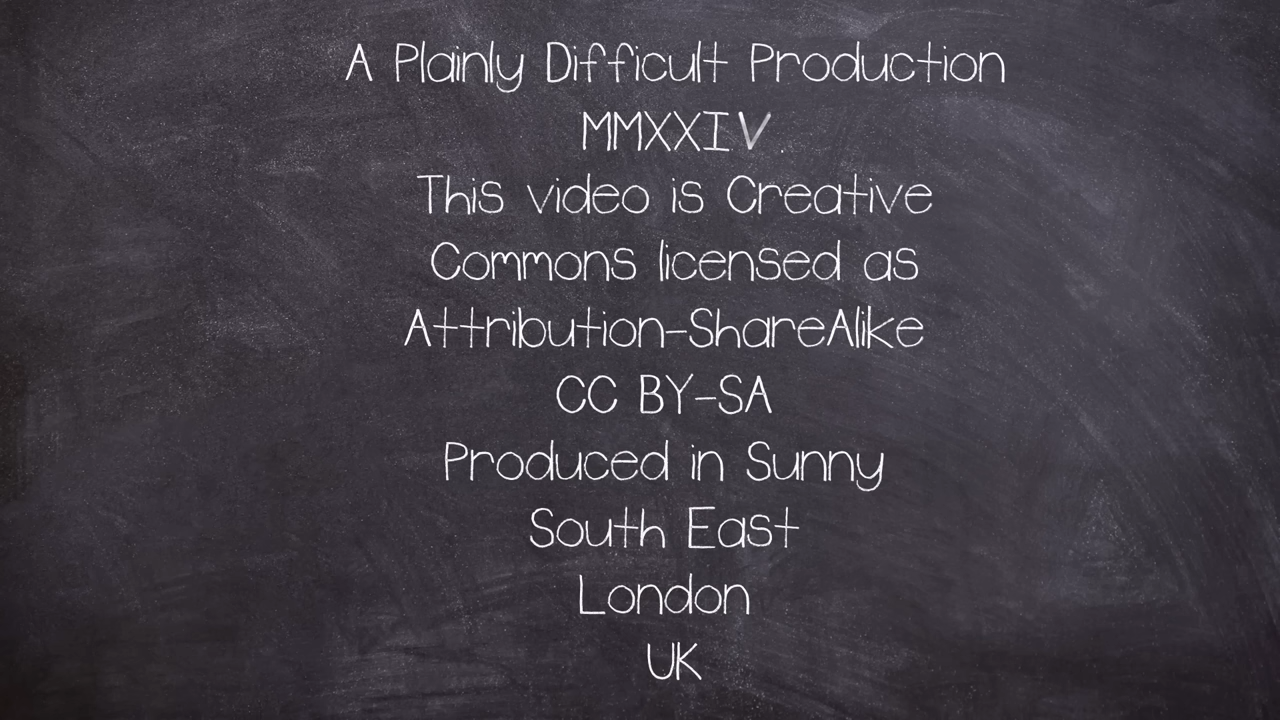 A Plainly Difficult Production
MMXXIV.
This video is Creative
Commons licensed as
Attribution-ShareAlike
CC BY-SA
Produced in Sunny
South East
London
UK